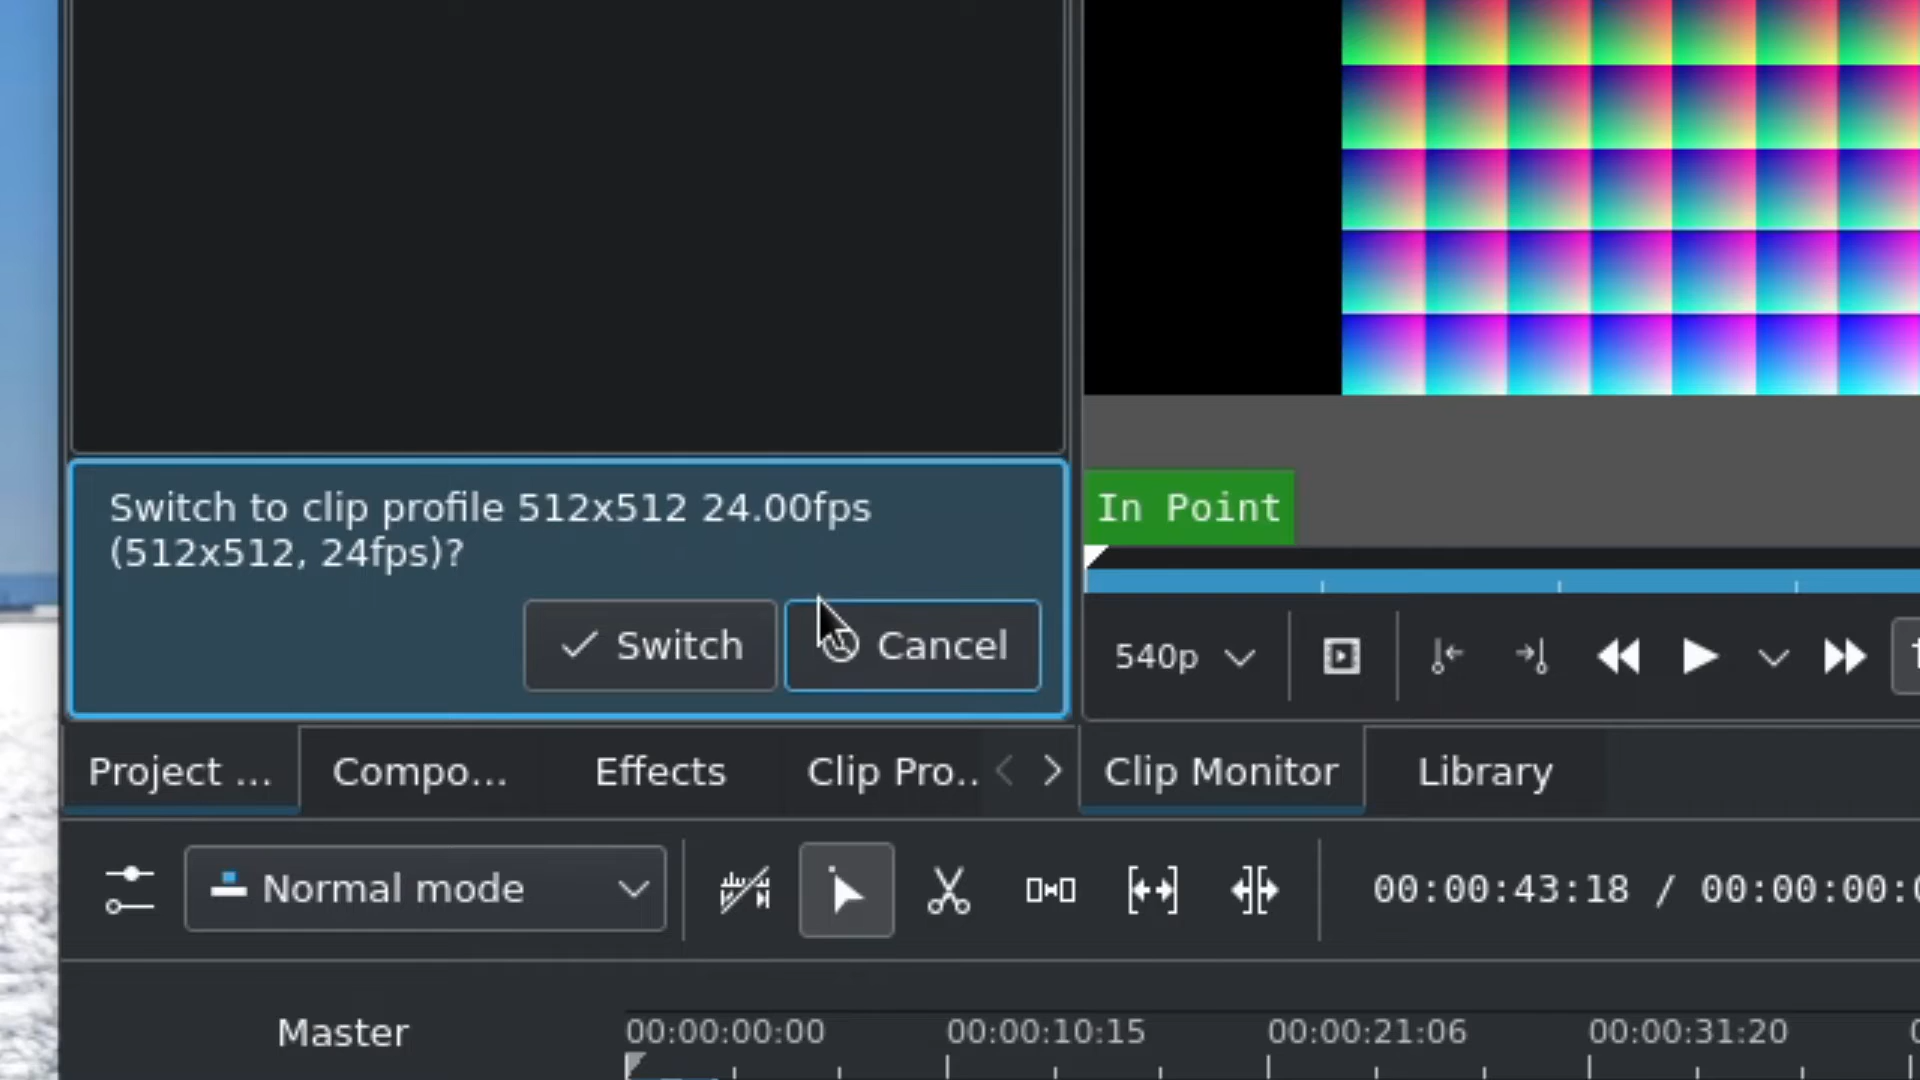 Switch to clip profile 512x512 24.00fps
(512x512, 24fps)?
Switch
Cancel
In Point
540p
Project ...
Compo...
Effects
Clip Pro..
Clip Monitor
Library
Normal mode
00:00:43:18 / 00:00:00:
Master
00:00:00:00
00:00:10:15
00:00:21:06
00:00:31:20